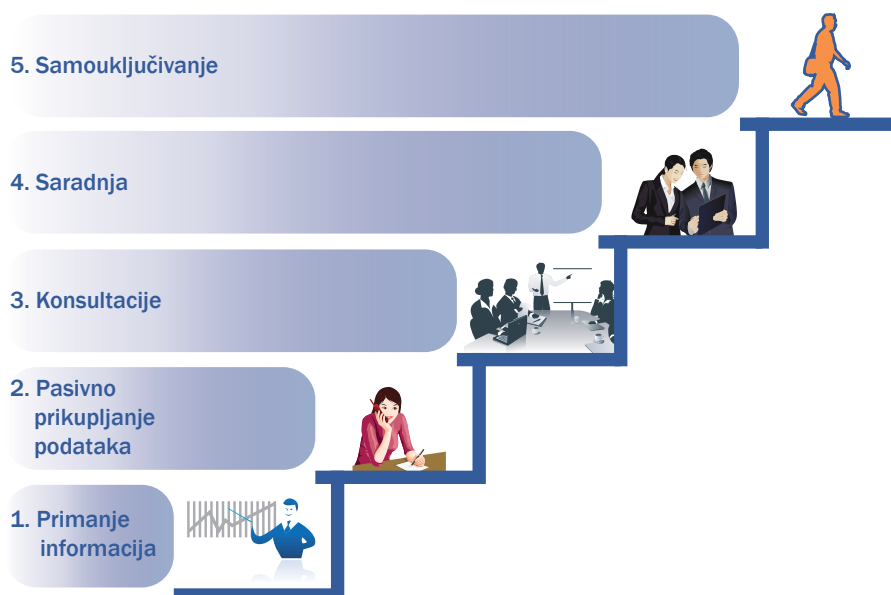 5. Samouključivanje
4. Saradnja
3. Konsultacije
2. Pasivno
prikupljanje
podataka
1. Primanje
informacija